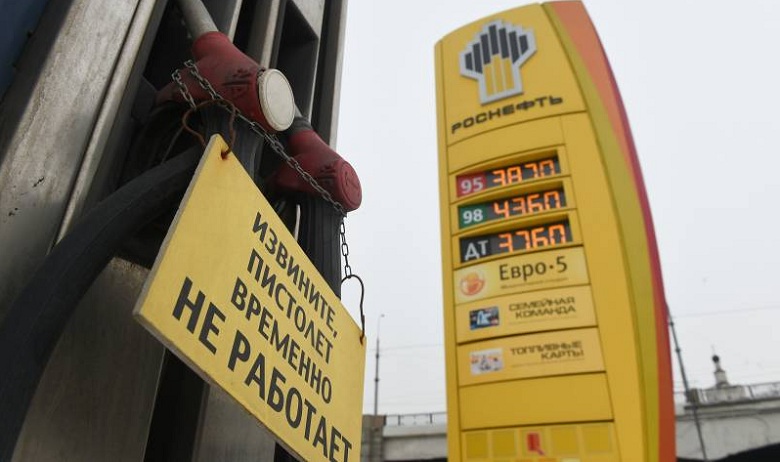 ИЗВИНИТЕ,
ПИСТОЛЕТ
ВРЕМЕННО
НЕ РАБОТАЕТ
РОСНЕФТЬ
95 38.70
98 43.60
ДТ 37.60
Евро-5
СЕМЕЙНАЯ
КОМАНДА
ТОПЛИВНЫЕ
КАРТЫ